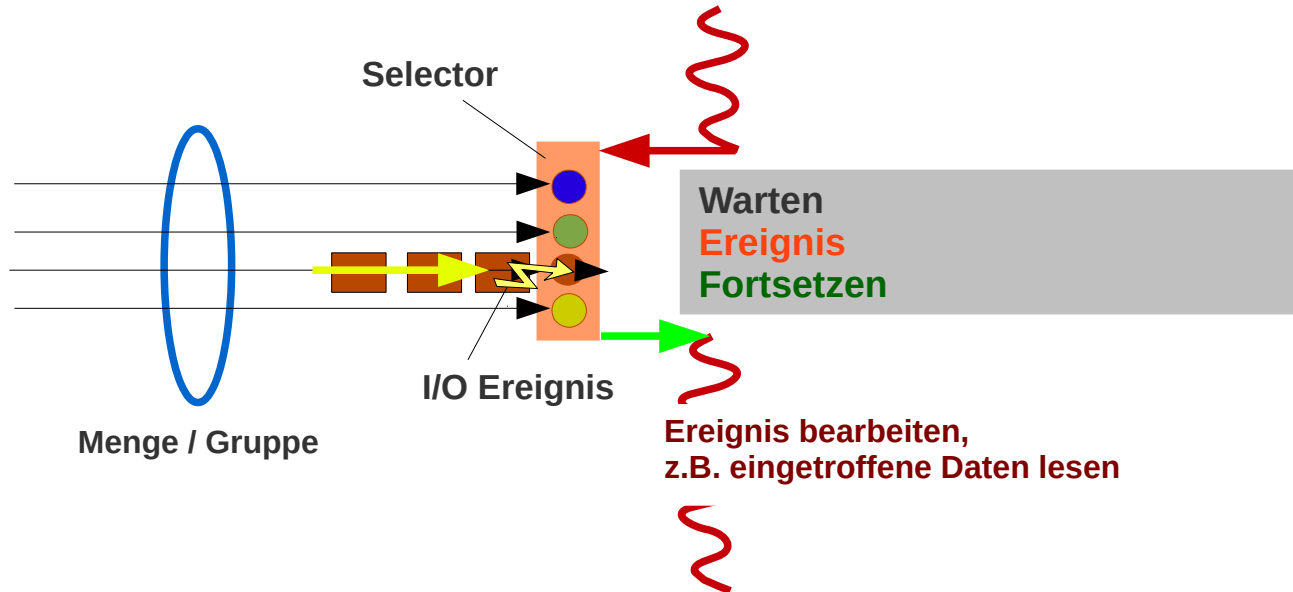 Selector
Warten
Ereignis
Fortsetzen
I/O Ereignis
Menge / Gruppe
Ereignis bearbeiten,
z.B. eingetroffene Daten lesen